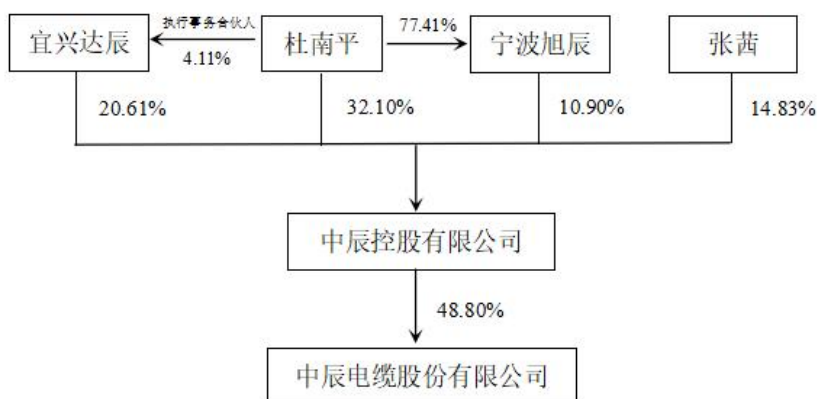 宜兴达辰
执行事务合伙人
4.11%
杜南平
77.41%
宁波旭辰
张茜
20.61%
32.10%
10.90%
14.83%
中辰控股有限公司
48.80%
中辰电缆股份有限公司